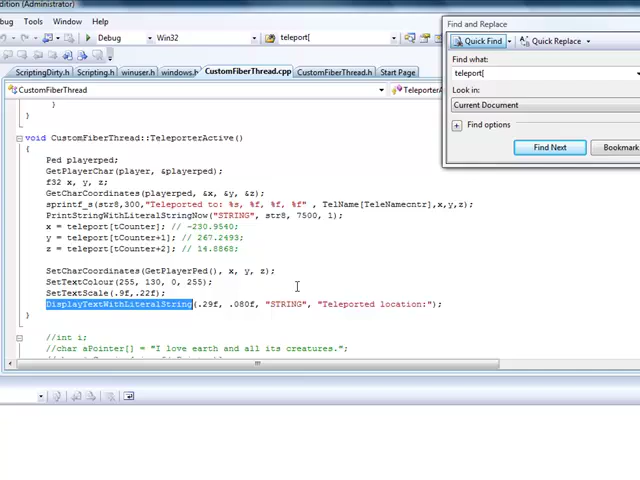 dition (Administrator)
ebug Tools Window Help
Debug Win32 teleport[
ScriptingDirty.h Scripting.h winuser.h windows.h CustomFiberThread.cpp CustomFiberThread.h Start Page
CustomFiberThread TeleporterA
Find and Replace
Quick Find Quick Replace
Find what:
teleport[
Look in:
Current Document
Find options
Find Next Bookmark
}
}
void CustomFiberThread::TeleporterActive()
{
Ped playerped;
GetPlayerChar(player, &playerped);
f32 x, y, z;
GetCharCoordinates(playerped, &x, &y, &z);
sprintf_s(str8,300,"Teleported to: %s, %f, %f, %f" , TelName[TeleNamecntr],x,y,z);
PrintStringWithLiteralStringNow("STRING", str8, 7500, 1);
x = teleport[tCounter]; // -230.9540;
y = teleport[tCounter+1]; // 267.2493;
z = teleport[tCounter+2]; // 14.8868;
SetCharCoordinates(GetPlayerPed(), x, y, z);
SetTextColour(255, 130, 0, 255);
SetTextScale(.9f,.22f);
DisplayTextWithLiteralString(.29f, .080f, "STRING", "Teleported location:");
}
//int i;
//char aPointer[] = "I love earth and all its creatures.";